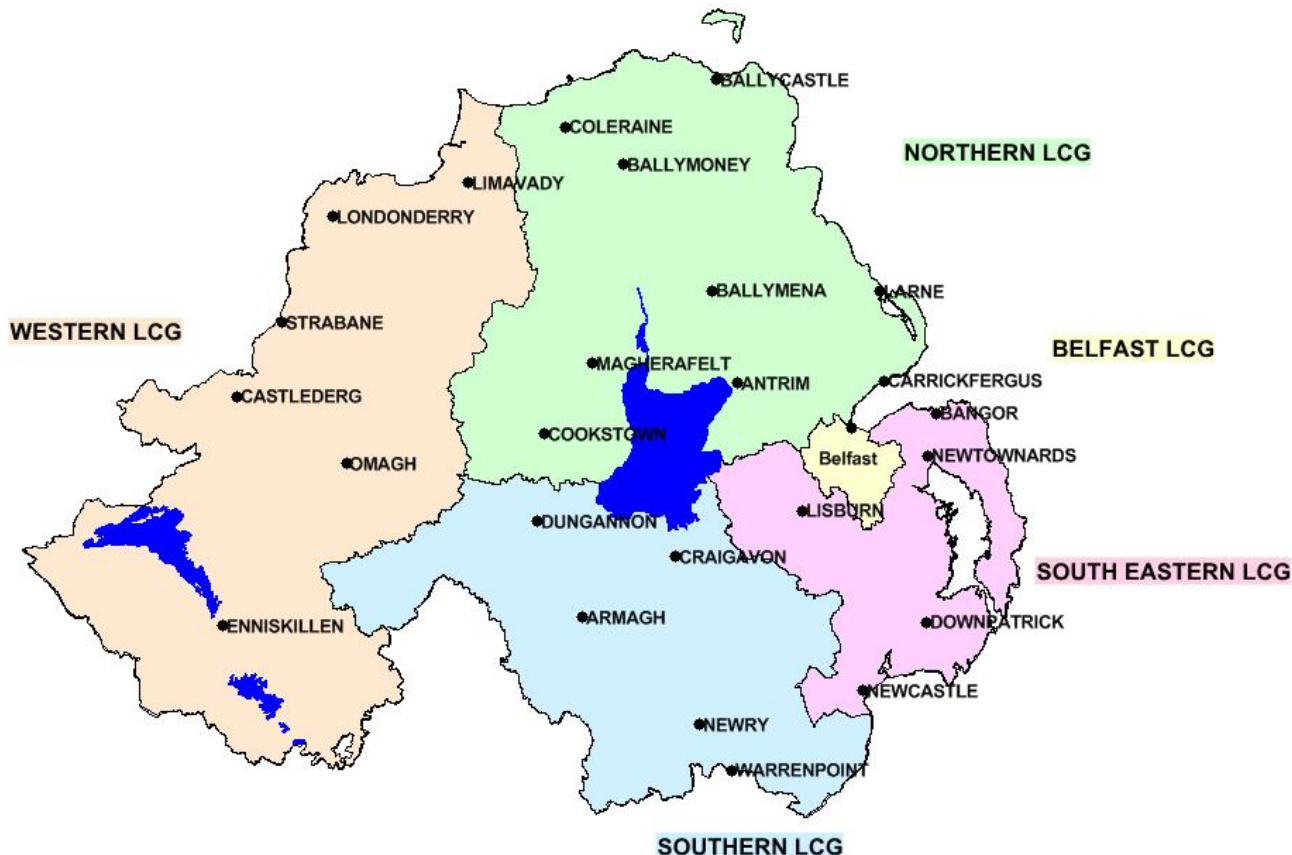 BALLYCASTLE
COLERAINE
NORTHERN LCG
BALLYMONEY
LIMAVADY
LONDONDERRY
BALLYMENA
LARNE
STRABANE
WESTERN LCG
BELFAST LCG
MAGHERAFELT
ANTRIM
CARRICKFERGUS
CASTLEDERG
BANGOR
COOKSTOWN
Belfast
NEWTOWNARDS
OMAGH
LISBURN
DUNGANNON
CRAIGAVON
SOUTH EASTERN LCG
ARMAGH
DOWNPATRICK
ENNISKILLEN
NEWCASTLE
NEWRY
WARRENPOINT
SOUTHERN LCG